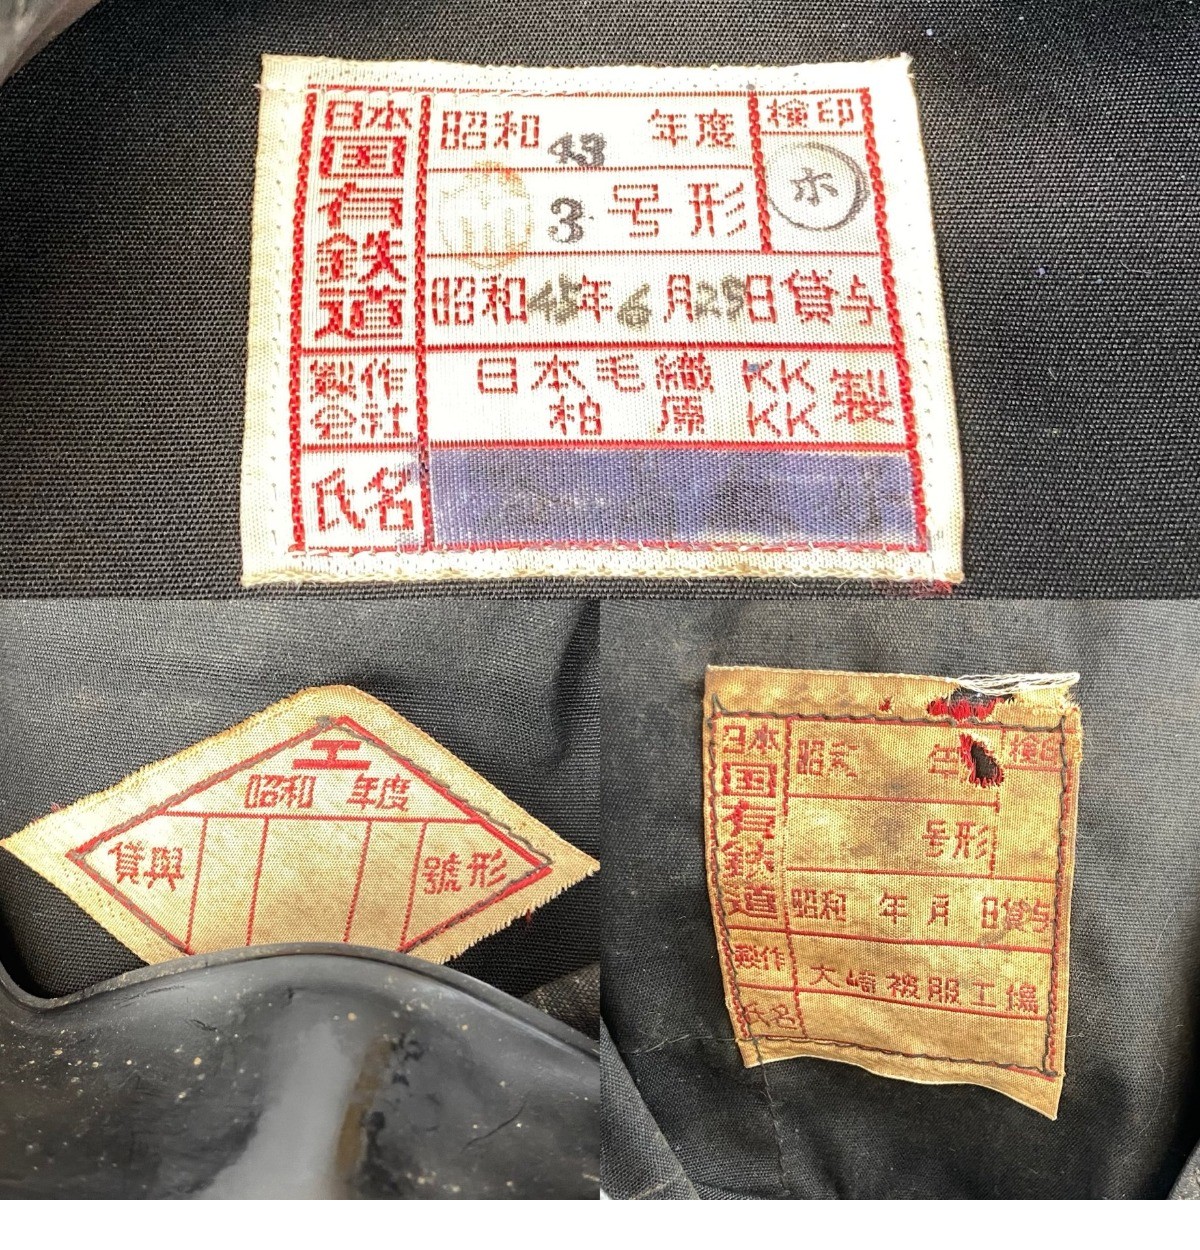 日本国有鉄道
昭和 43 年度
検印
ホ
3 号形
昭和45年6月25日貸与
製作会社
日本毛織KK
柏原KK
製
氏名
工
昭和 年度
貸與
號形
日本国有鉄道
昭和 年
検印
号形
昭和 年 月 日貸与
製作
大崎被服工場
氏名